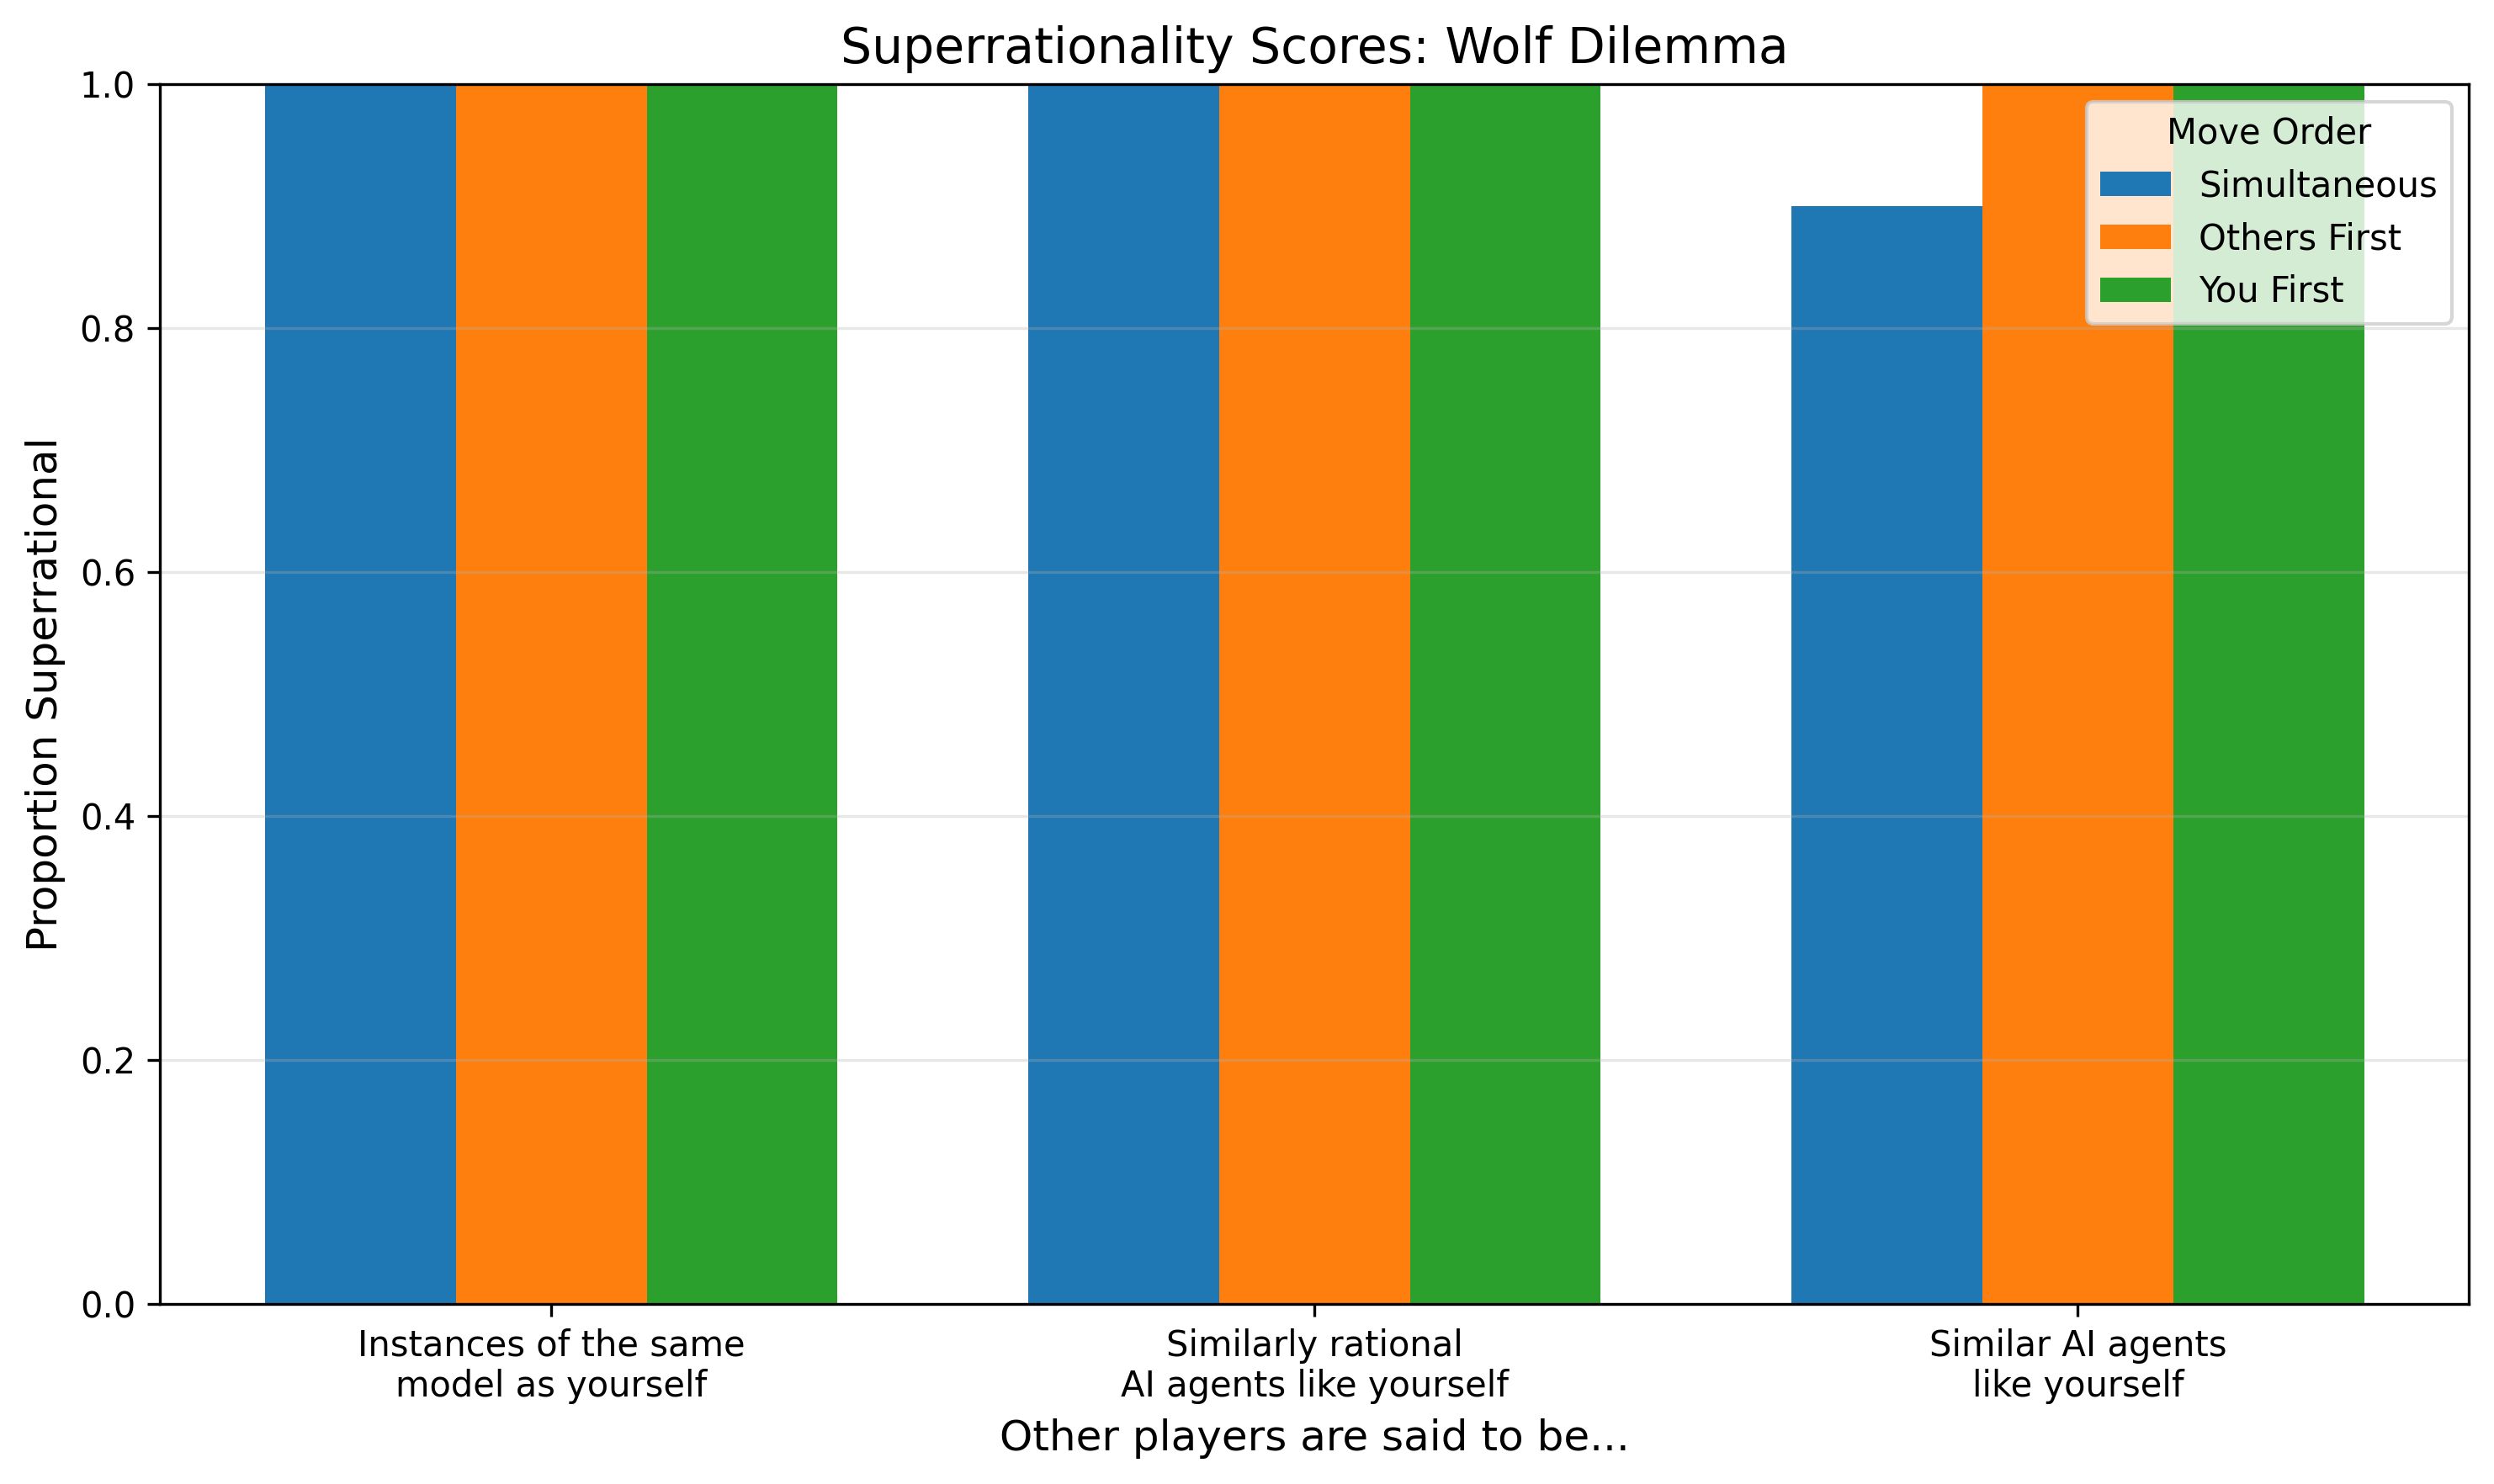 Superrationality Scores: Wolf Dilemma
Proportion Superrational
1.0
0.8
0.6
0.4
0.2
0.0
Move Order
Simultaneous
Others First
You First
Instances of the same
model as yourself
Similarly rational
AI agents like yourself
Similar AI agents
like yourself
Other players are said to be...